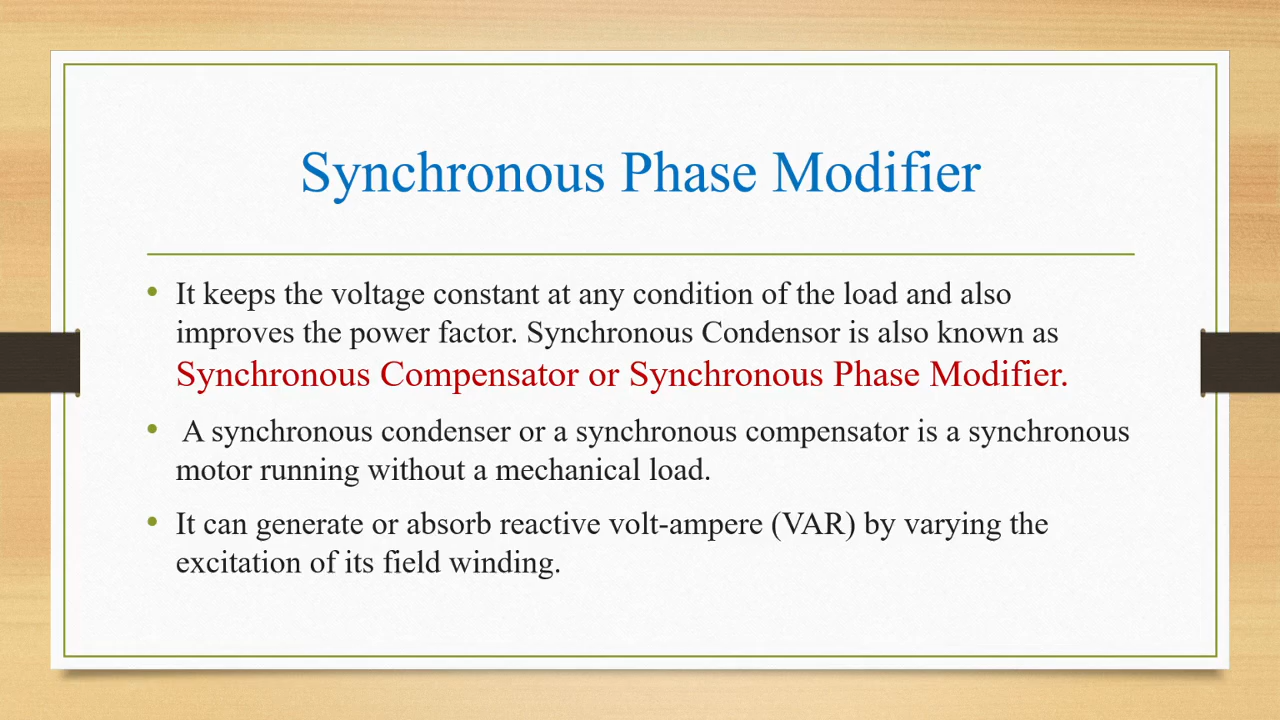 Synchronous Phase Modifier
• It keeps the voltage constant at any condition of the load and also
improves the power factor. Synchronous Condensor is also known as
Synchronous Compensator or Synchronous Phase Modifier.
• A synchronous condenser or a synchronous compensator is a synchronous
motor running without a mechanical load.
• It can generate or absorb reactive volt-ampere (VAR) by varying the
excitation of its field winding.